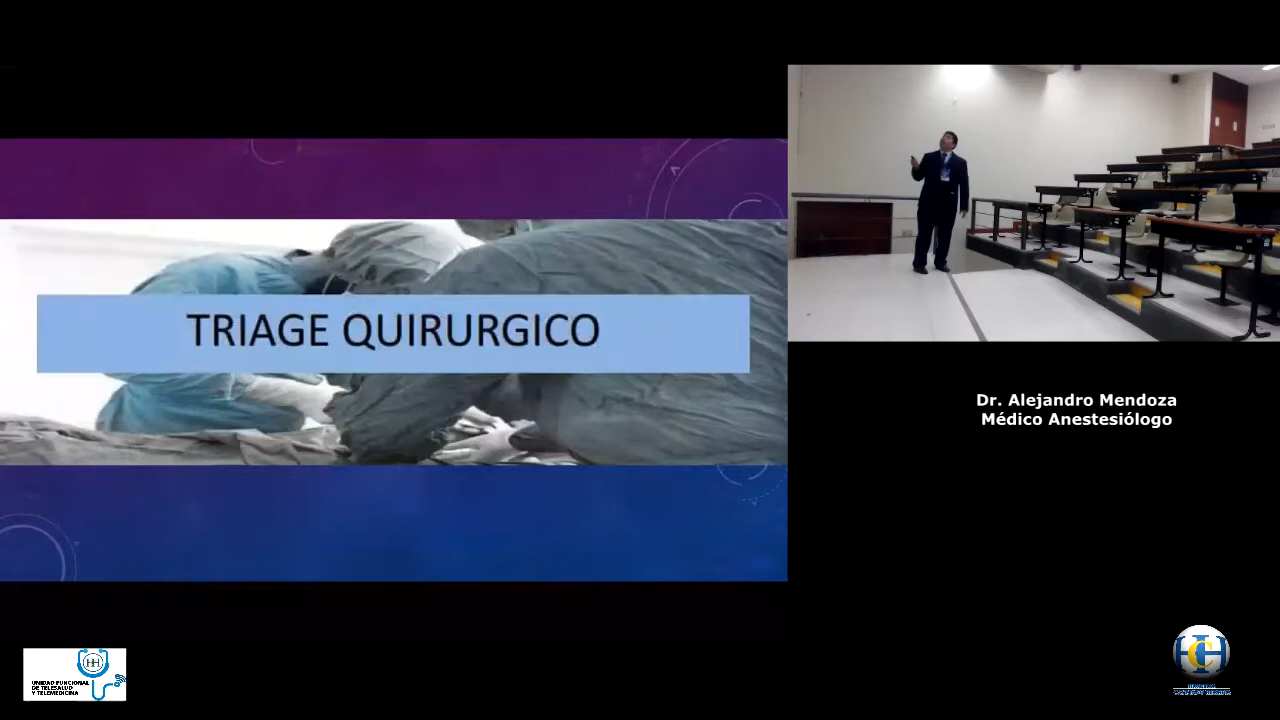 TRIAGE QUIRURGICO
Dr. Alejandro Mendoza
Médico Anestesiólogo
UNIDAD FUNCIONAL
DE TELESALUD
Y TELEMEDICINA